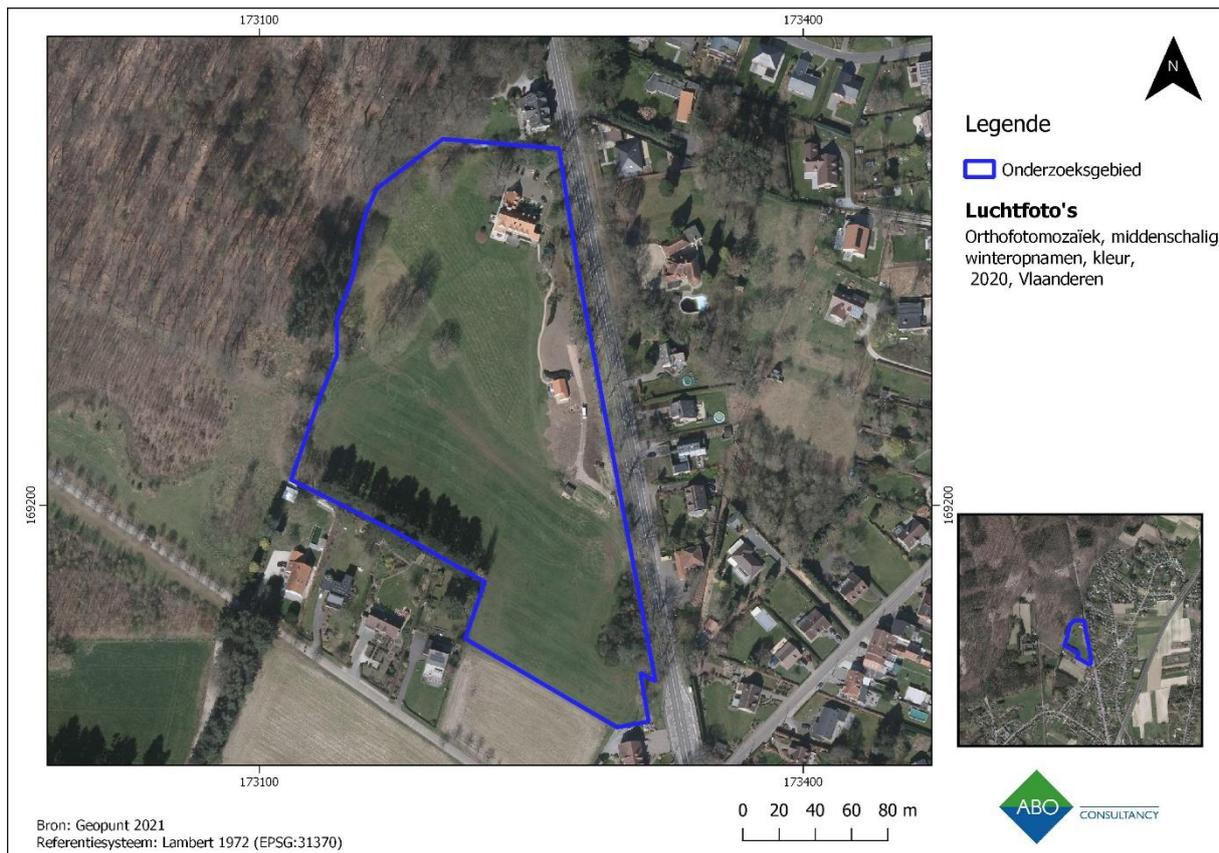 173100
173400
N
Legende
Onderzoeksgebied
Luchtfoto's
Orthofotomozaïek, middenschalig
winteropnamen, kleur,
2020, Vlaanderen
169200
169200
173100
173400
0 20 40 60 80 m
ABO
CONSULTANCY
Bron: Geopunt 2021
Referentiesysteem: Lambert 1972 (EPSG:31370)